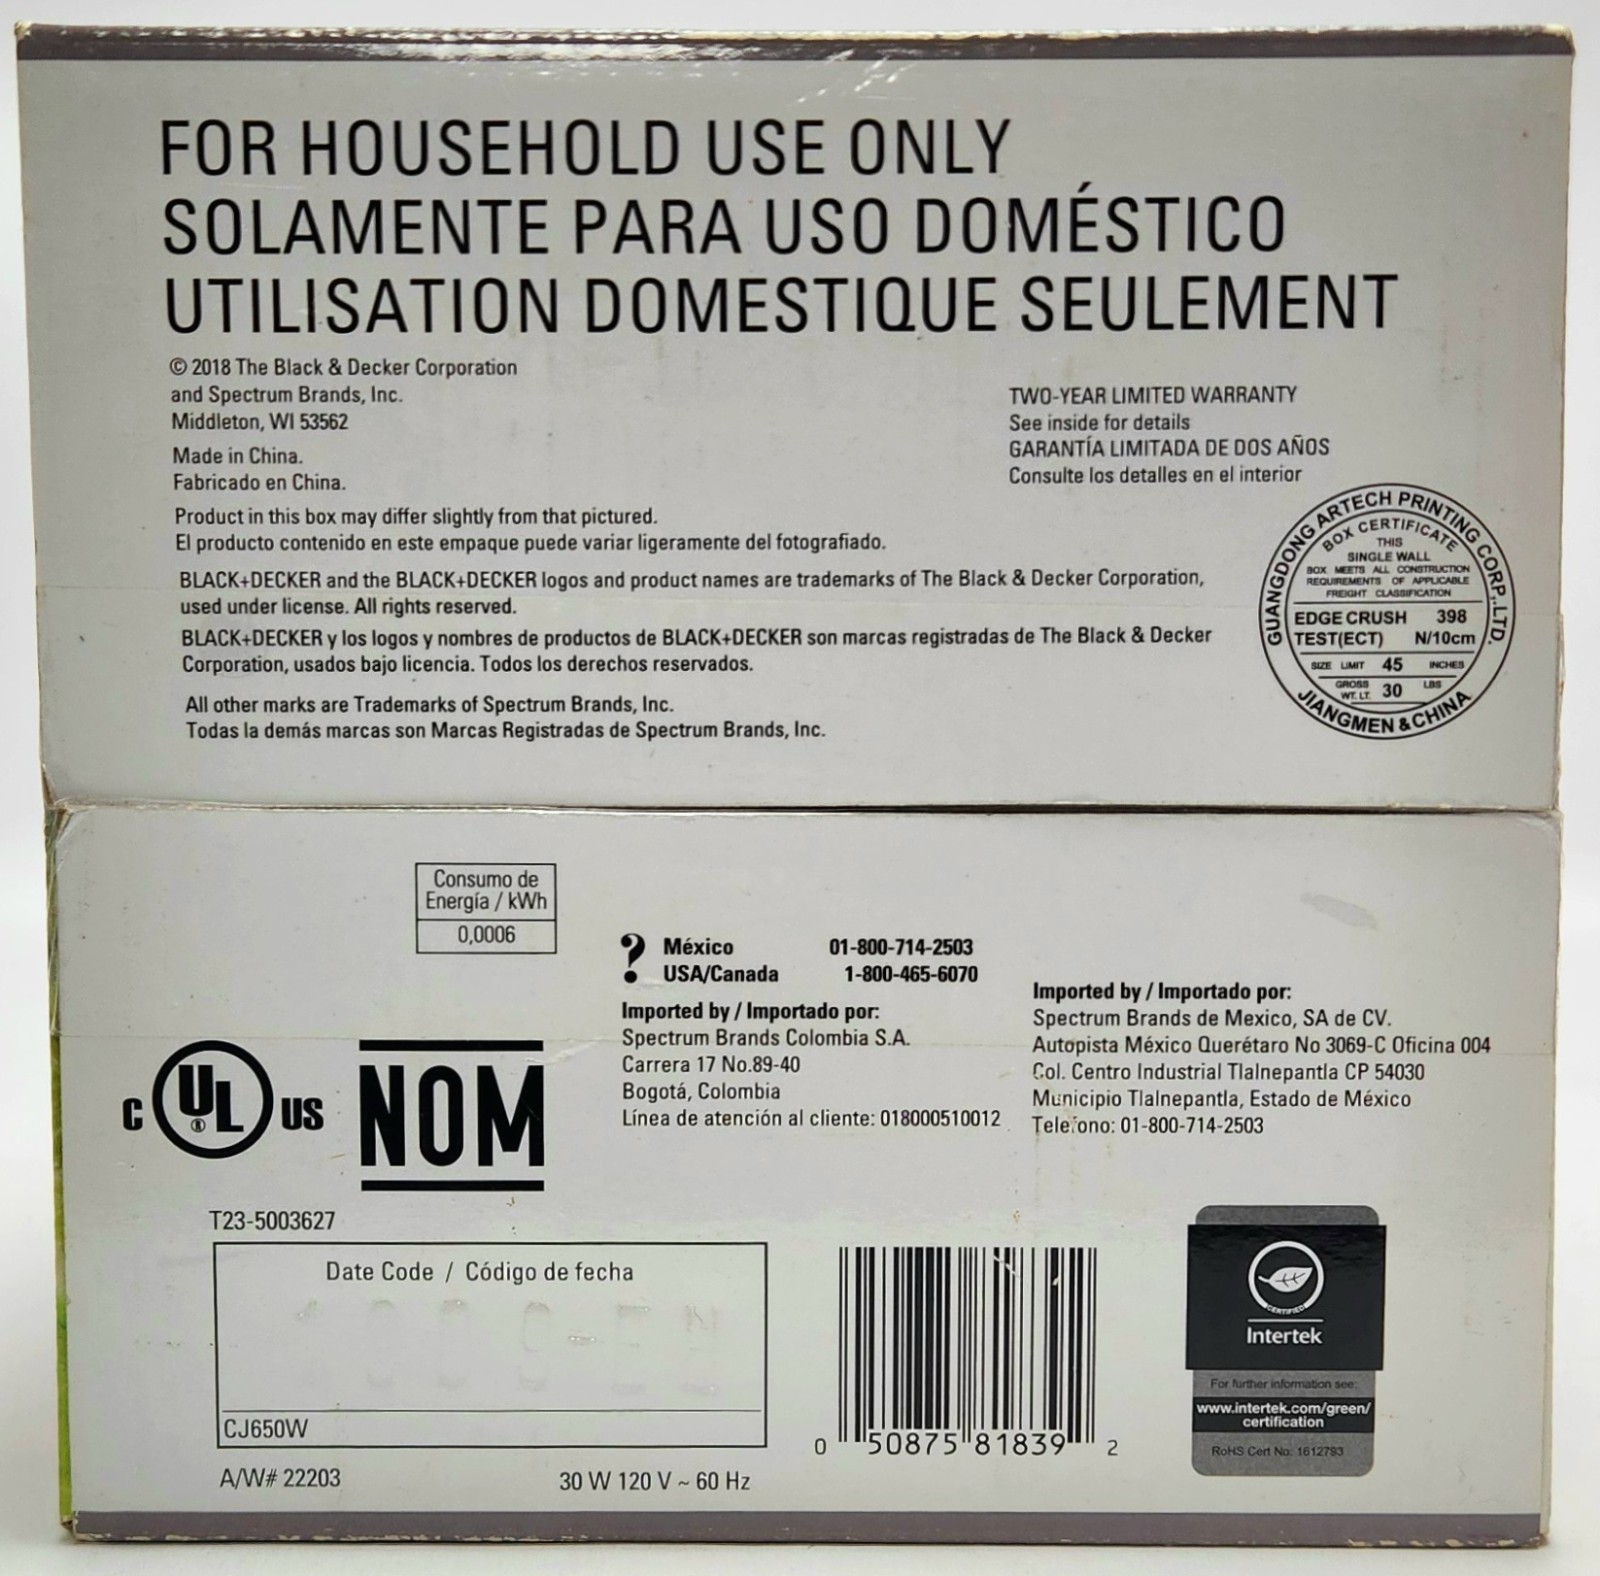 FOR HOUSEHOLD USE ONLY
SOLAMENTE PARA USO DOMÉSTICO
UTILISATION DOMESTIQUE SEULEMENT
© 2018 The Black & Decker Corporation
and Spectrum Brands, Inc.
Middleton, WI 53562
Made in China.
Fabricado en China.
TWO-YEAR LIMITED WARRANTY
See inside for details
GARANTÍA LIMITADA DE DOS AÑOS
Consulte los detalles en el interior
Product in this box may differ slightly from that pictured.
El producto contenido en este empaque puede variar ligeramente del fotografiado.
BLACK+DECKER and the BLACK+DECKER logos and product names are trademarks of The Black & Decker Corporation,
used under license. All rights reserved.
BLACK+DECKER y los logos y nombres de productos de BLACK+DECKER son marcas registradas de The Black & Decker
Corporation, usados bajo licencia. Todos los derechos reservados.
All other marks are Trademarks of Spectrum Brands, Inc.
Todas la demás marcas son Marcas Registradas de Spectrum Brands, Inc.
GUANGDONG ARTECH PRINTING CORP.,LTD.
BOX CERTIFICATE
THIS
SINGLE WALL
BOX MEETS ALL CONSTRUCTION
REQUIREMENTS OF APPLICABLE
FREIGHT CLASSIFICATION
EDGE CRUSH 398
TEST(ECT) N/10cm
SIZE LIMIT 45 INCHES
GROSS
WT. LT. 30 LBS
JIANGMEN & CHINA
Consumo de
Energía / kWh
0,0006
? México 01-800-714-2503
USA/Canada 1-800-465-6070
Imported by / Importado por:
Spectrum Brands Colombia S.A.
Carrera 17 No.89-40
Bogotá, Colombia
Línea de atención al cliente: 018000510012
Imported by / Importado por:
Spectrum Brands de Mexico, SA de CV.
Autopista México Querétaro No 3069-C Oficina 004
Col. Centro Industrial Tlalnepantla CP 54030
Municipio Tlalnepantla, Estado de México
Telefono: 01-800-714-2503
C UL ® US
NOM
T23-5003627
Date Code / Código de fecha
CJ650W
A/W# 22203
30 W 120 V ~ 60 Hz
0 50875 81839 2
CERTIFIED
Intertek
For further information see:
www.intertek.com/green/
certification
RoHS Cert No: 1612793